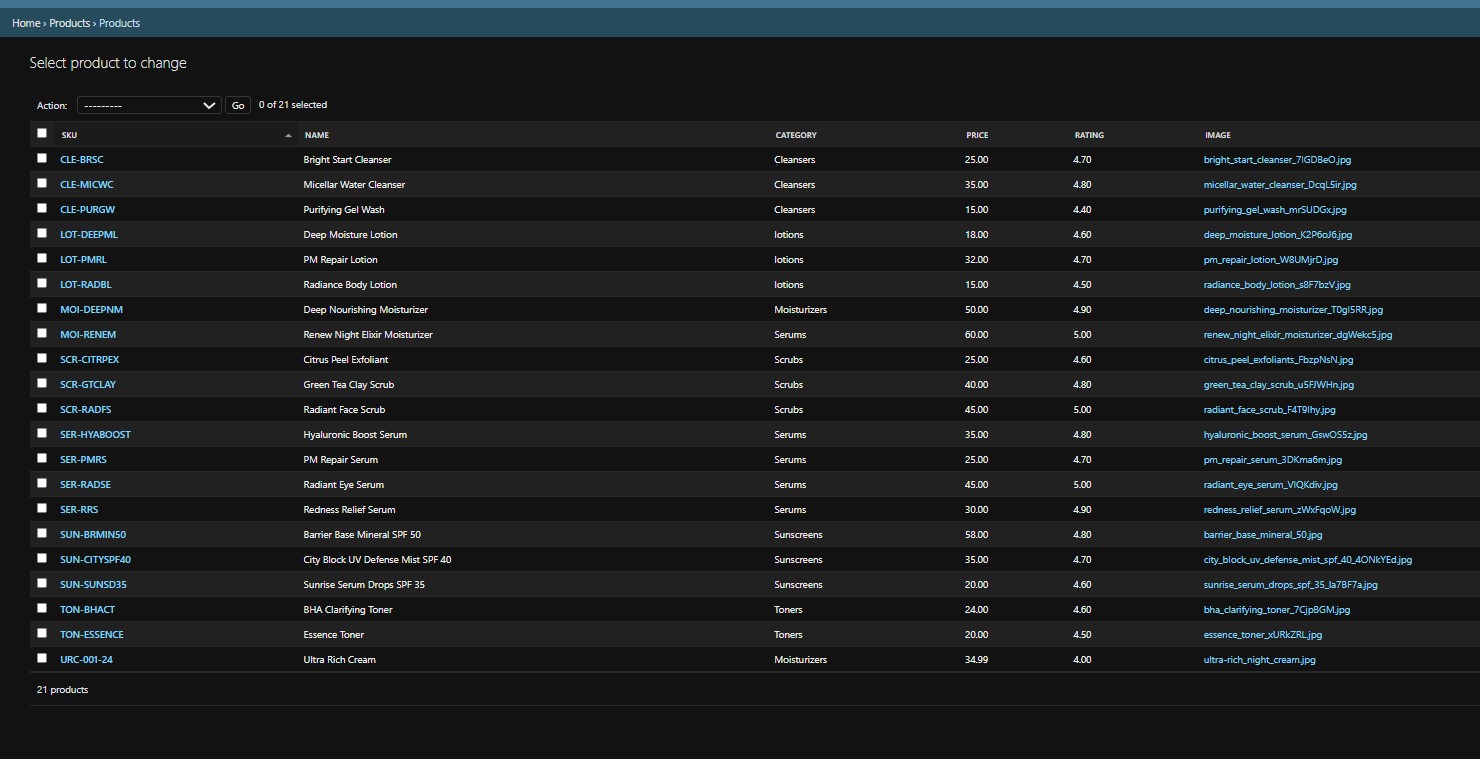 Home › Products › Products
Select product to change
Action: --------- Go 0 of 21 selected
SKU NAME CATEGORY PRICE RATING IMAGE
CLE-BRSC Bright Start Cleanser Cleansers 25.00 4.70 bright_start_cleanser_7IGDBeO.jpg
CLE-MICWC Micellar Water Cleanser Cleansers 35.00 4.80 micellar_water_cleanser_DcqL5ir.jpg
CLE-PURGW Purifying Gel Wash Cleansers 15.00 4.40 purifying_gel_wash_mrSUDGx.jpg
LOT-DEEPML Deep Moisture Lotion lotions 18.00 4.60 deep_moisture_lotion_K2P6oJ6.jpg
LOT-PMRL PM Repair Lotion lotions 32.00 4.70 pm_repair_lotion_W8UMjrD.jpg
LOT-RADBL Radiance Body Lotion lotions 15.00 4.50 radiance_body_lotion_s8F7bzV.jpg
MOI-DEEPNM Deep Nourishing Moisturizer Moisturizers 50.00 4.90 deep_nourishing_moisturizer_T0gI5RR.jpg
MOI-RENEM Renew Night Elixir Moisturizer Serums 60.00 5.00 renew_night_elixir_moisturizer_dgWekc5.jpg
SCR-CITRPEX Citrus Peel Exfoliant Scrubs 25.00 4.60 citrus_peel_exfoliants_FbzpNsN.jpg
SCR-GTCLAY Green Tea Clay Scrub Scrubs 40.00 4.80 green_tea_clay_scrub_u5FJWHn.jpg
SCR-RADFS Radiant Face Scrub Scrubs 45.00 5.00 radiant_face_scrub_F4T9Ihy.jpg
SER-HYABOOST Hyaluronic Boost Serum Serums 35.00 4.80 hyaluronic_boost_serum_GswOS5z.jpg
SER-PMRS PM Repair Serum Serums 25.00 4.70 pm_repair_serum_3DKma6m.jpg
SER-RADSE Radiant Eye Serum Serums 45.00 5.00 radiant_eye_serum_VIQKdiv.jpg
SER-RRS Redness Relief Serum Serums 30.00 4.90 redness_relief_serum_zWxFqoW.jpg
SUN-BRMIN50 Barrier Base Mineral SPF 50 Sunscreens 58.00 4.80 barrier_base_mineral_50.jpg
SUN-CITYSPF40 City Block UV Defense Mist SPF 40 Sunscreens 35.00 4.70 city_block_uv_defense_mist_spf_40_4ONkYEd.jpg
SUN-SUNSD35 Sunrise Serum Drops SPF 35 Sunscreens 20.00 4.60 sunrise_serum_drops_spf_35_Ia7BF7a.jpg
TON-BHACT BHA Clarifying Toner Toners 24.00 4.60 bha_clarifying_toner_7CjpBGM.jpg
TON-ESSENCE Essence Toner Toners 20.00 4.50 essence_toner_xURkZRL.jpg
URC-001-24 Ultra Rich Cream Moisturizers 34.99 4.00 ultra-rich_night_cream.jpg
21 products